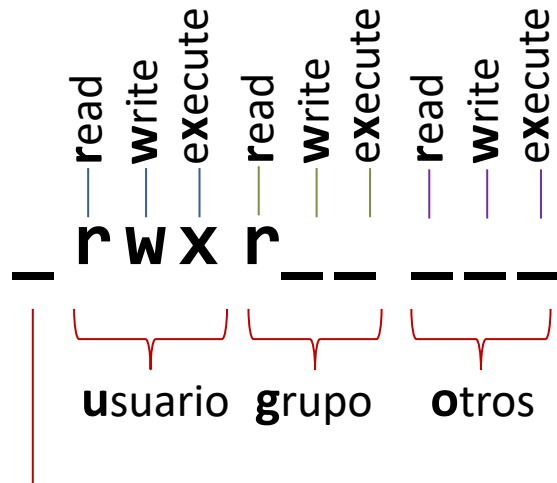 read write execute read write execute read write execute
_ r w x r _ _ _ _ _
usuario grupo otros